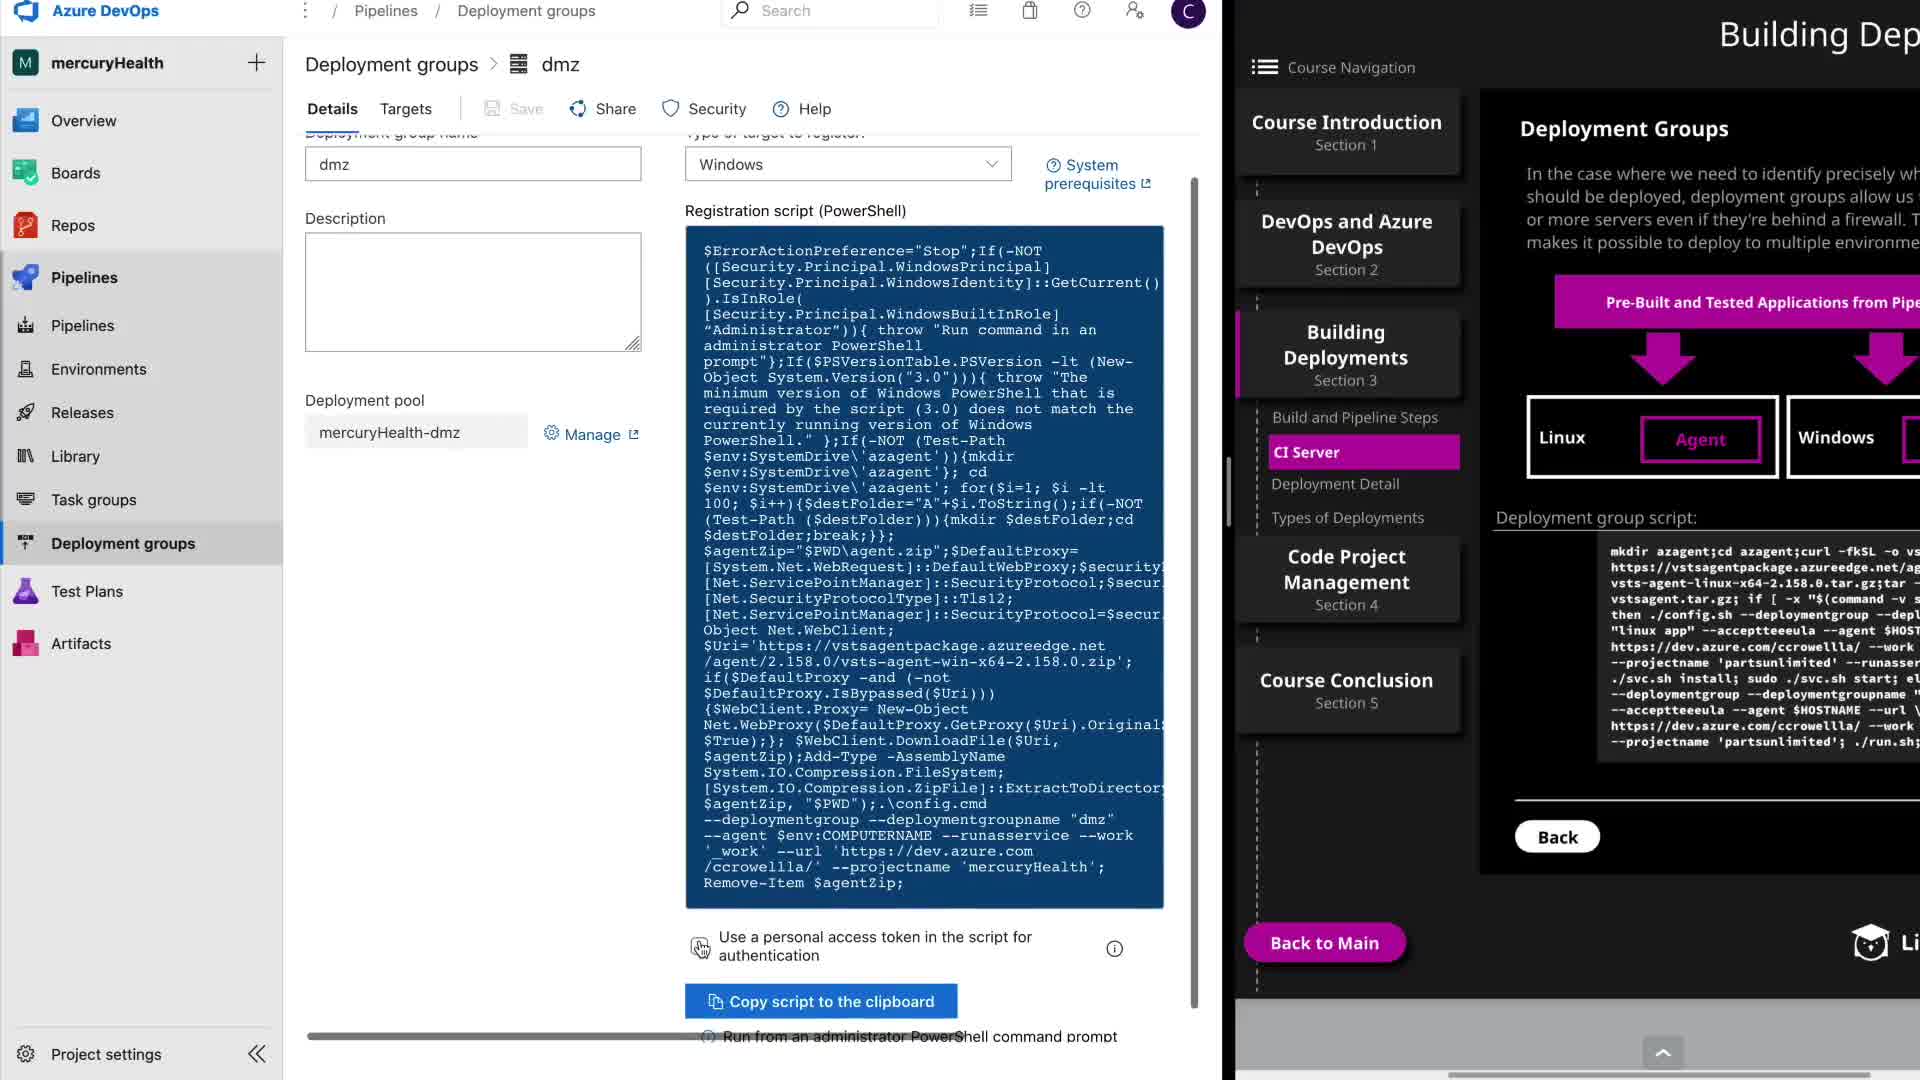 Azure DevOps
/ Pipelines / Deployment groups
Search
C
M mercuryHealth
Overview
Boards
Repos
Pipelines
Pipelines
Environments
Releases
Library
Task groups
Deployment groups
Test Plans
Artifacts
Project settings
Deployment groups > dmz
Details Targets Save Share Security Help
Deployment group name
dmz
Description
Deployment pool
mercuryHealth-dmz Manage
Type of target to register:
Windows
System
prerequisites
Registration script (PowerShell)
$ErrorActionPreference="Stop";If(-NOT
([Security.Principal.WindowsPrincipal]
[Security.Principal.WindowsIdentity]::GetCurrent()
).IsInRole(
[Security.Principal.WindowsBuiltInRole]
“Administrator”)){ throw "Run command in an
administrator PowerShell
prompt"};If($PSVersionTable.PSVersion -lt (New-
Object System.Version("3.0"))){ throw "The
minimum version of Windows PowerShell that is
required by the script (3.0) does not match the
currently running version of Windows
PowerShell." };If(-NOT (Test-Path
$env:SystemDrive\'azagent')){mkdir
$env:SystemDrive\'azagent'}; cd
$env:SystemDrive\'azagent'; for($i=1; $i -lt
100; $i++){$destFolder="A"+$i.ToString();if(-NOT
(Test-Path ($destFolder))){mkdir $destFolder;cd
$destFolder;break;}};
$agentZip="$PWD\agent.zip";$DefaultProxy=
[System.Net.WebRequest]::DefaultWebProxy;$security
[Net.ServicePointManager]::SecurityProtocol;$secur
[Net.SecurityProtocolType]::Tls12;
[Net.ServicePointManager]::SecurityProtocol=$secur
Object Net.WebClient;
$Uri='https://vstsagentpackage.azureedge.net
/agent/2.158.0/vsts-agent-win-x64-2.158.0.zip';
if($DefaultProxy -and (-not
$DefaultProxy.IsBypassed($Uri)))
{$WebClient.Proxy= New-Object
Net.WebProxy($DefaultProxy.GetProxy($Uri).Original
$True);}; $WebClient.DownloadFile($Uri,
$agentZip);Add-Type -AssemblyName
System.IO.Compression.FileSystem;
[System.IO.Compression.ZipFile]::ExtractToDirectory
$agentZip, "$PWD");.\config.cmd
--deploymentgroup --deploymentgroupname "dmz"
--agent $env:COMPUTERNAME --runasservice --work
'_work' --url 'https://dev.azure.com
/ccrowellla/' --projectname 'mercuryHealth';
Remove-Item $agentZip;
Use a personal access token in the script for
authentication
Copy script to the clipboard
Run from an administrator PowerShell command prompt
Building Dep
Course Navigation
Course Introduction
Section 1
DevOps and Azure
DevOps
Section 2
Building
Deployments
Section 3
Build and Pipeline Steps
CI Server
Deployment Detail
Types of Deployments
Code Project
Management
Section 4
Course Conclusion
Section 5
Back to Main
Deployment Groups
In the case where we need to identify precisely wh
should be deployed, deployment groups allow us
or more servers even if they're behind a firewall. T
makes it possible to deploy to multiple environme
Pre-Built and Tested Applications from Pipe
Linux Agent Windows
Deployment group script:
mkdir azagent;cd azagent;curl -fkSL -o vs
https://vstsagentpackage.azureedge.net/ag
vsts-agent-linux-x64-2.158.0.tar.gz;tar -
vstsagent.tar.gz; if [ -x "$(command -v s
then ./config.sh --deploymentgroup --depl
"linux app" --acceptteeeula --agent $HOST
https://dev.azure.com/ccrowellla/ --work
--projectname 'partsunlimited' --runasser
./svc.sh install; sudo ./svc.sh start; el
--deploymentgroup --deploymentgroupname "
--acceptteeeula --agent $HOSTNAME --url \
https://dev.azure.com/ccrowellla/ --work
--projectname 'partsunlimited'; ./run.sh;
Back
Li